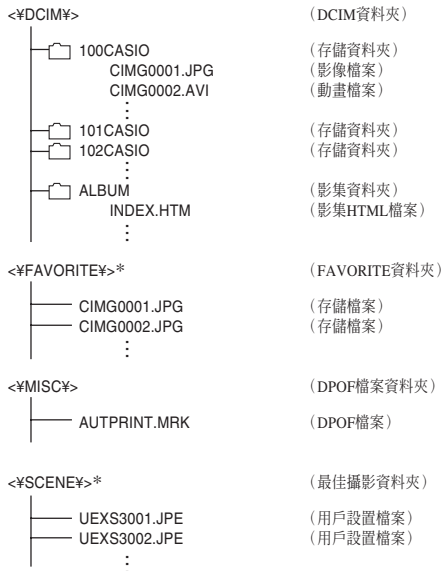 <¥DCIM¥> （DCIM資料夾）
100CASIO （存儲資料夾）
CIMG0001.JPG （影像檔案）
CIMG0002.AVI （動畫檔案）
101CASIO （存儲資料夾）
102CASIO （存儲資料夾）
ALBUM （影集資料夾）
INDEX.HTM （影集HTML檔案）
<¥FAVORITE¥>* （FAVORITE資料夾）
CIMG0001.JPG （存儲檔案）
CIMG0002.JPG （存儲檔案）
<¥MISC¥> （DPOF檔案資料夾）
AUTPRINT.MRK （DPOF檔案）
<¥SCENE¥>* （最佳攝影資料夾）
UEXS3001.JPE （用戶設置檔案）
UEXS3002.JPE （用戶設置檔案）